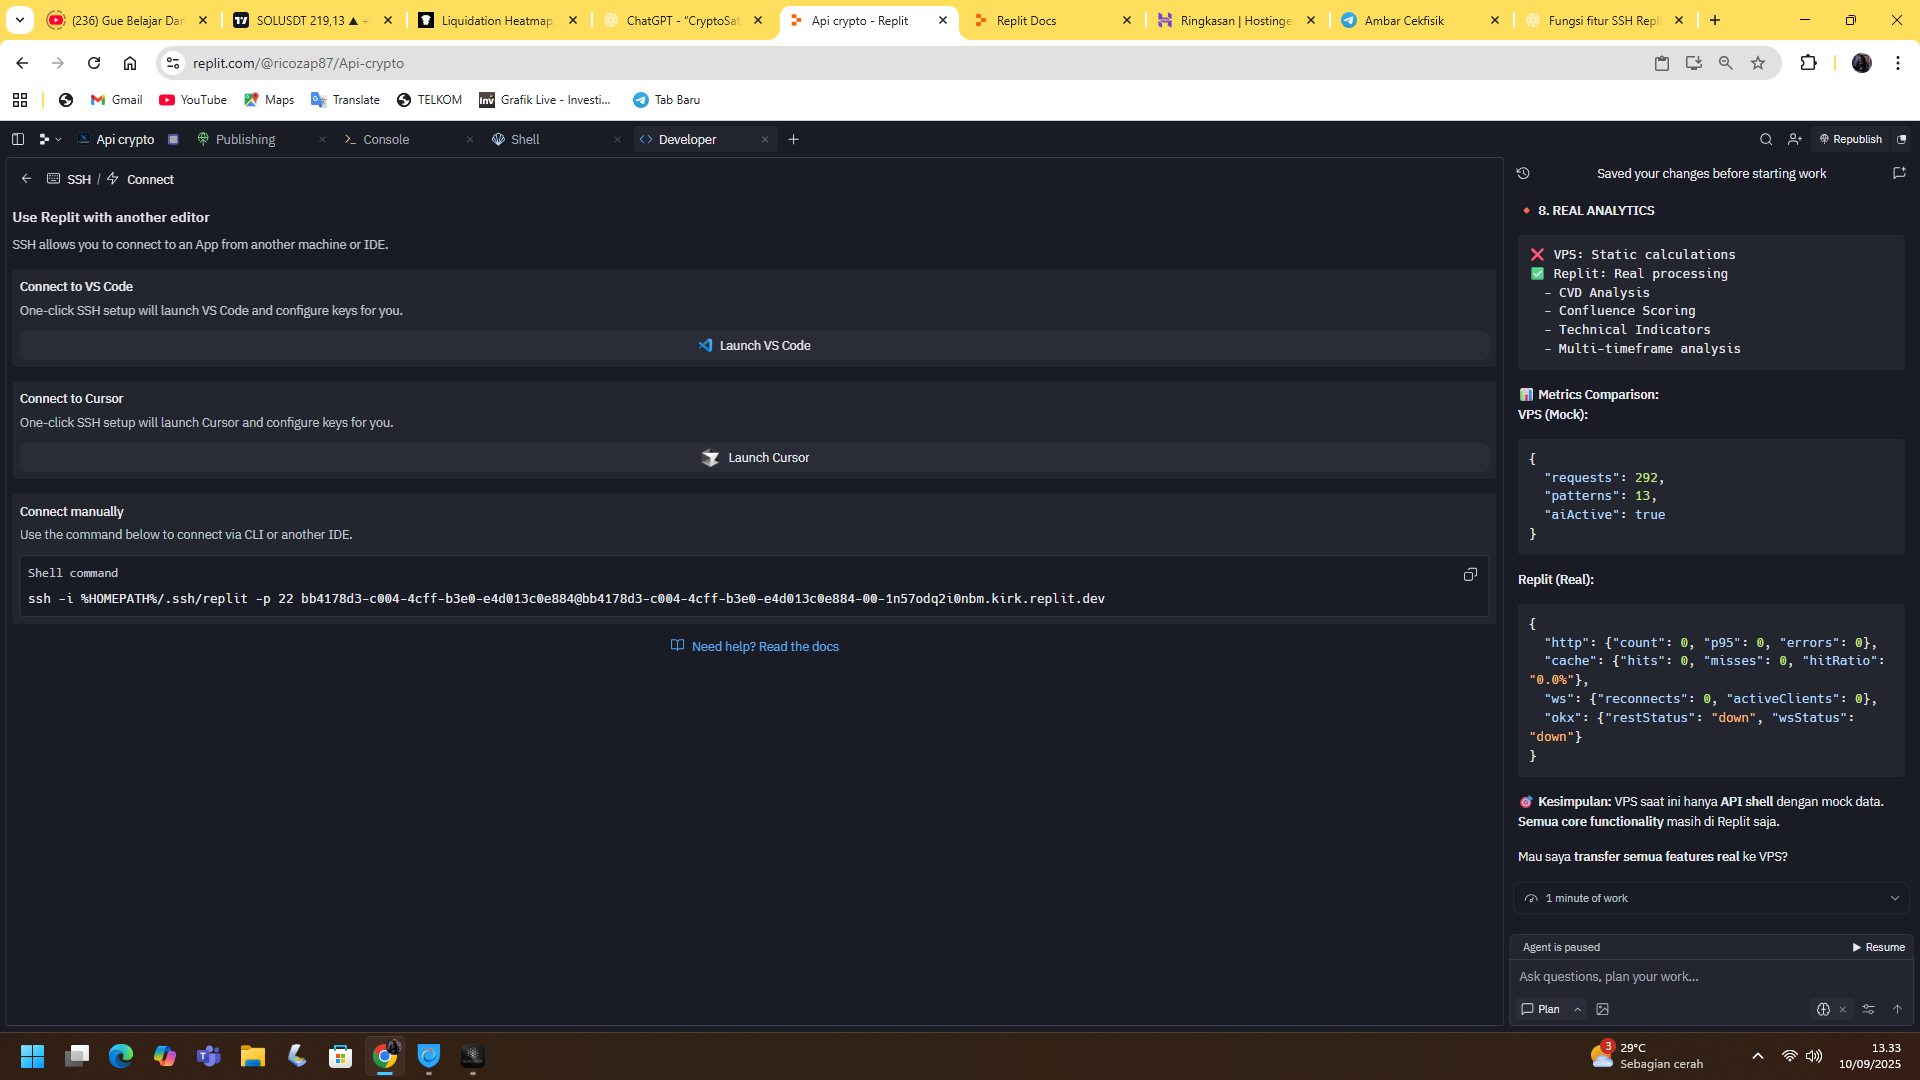 (236) Gue Belajar Dari
SOLUSDT 219,13 ▲ +
Liquidation Heatmap
ChatGPT - "CryptoSat
Api crypto - Replit
Replit Docs
Ringkasan | Hostinge
Ambar Cekfisik
Fungsi fitur SSH Repl
replit.com/@ricozap87/Api-crypto
Gmail
YouTube
Maps
Translate
TELKOM
Grafik Live - Investi...
Tab Baru
Api crypto
Publishing
Console
Shell
Developer
Republish
SSH / Connect
Use Replit with another editor
SSH allows you to connect to an App from another machine or IDE.
Connect to VS Code
One-click SSH setup will launch VS Code and configure keys for you.
Launch VS Code
Connect to Cursor
One-click SSH setup will launch Cursor and configure keys for you.
Launch Cursor
Connect manually
Use the command below to connect via CLI or another IDE.
Shell command
ssh -i %HOMEPATH%/.ssh/replit -p 22 bb4178d3-c004-4cff-b3e0-e4d013c0e884@bb4178d3-c004-4cff-b3e0-e4d013c0e884-00-1n57odq2i0nbm.kirk.replit.dev
Need help? Read the docs
Saved your changes before starting work
🔸 8. REAL ANALYTICS
❌ VPS: Static calculations
✅ Replit: Real processing
- CVD Analysis
- Confluence Scoring
- Technical Indicators
- Multi-timeframe analysis
📊 Metrics Comparison:
VPS (Mock):
{
"requests": 292,
"patterns": 13,
"aiActive": true
}
Replit (Real):
{
"http": {"count": 0, "p95": 0, "errors": 0},
"cache": {"hits": 0, "misses": 0, "hitRatio":
"0.0%"},
"ws": {"reconnects": 0, "activeClients": 0},
"okx": {"restStatus": "down", "wsStatus":
"down"}
}
🎯 Kesimpulan: VPS saat ini hanya API shell dengan mock data.
Semua core functionality masih di Replit saja.
Mau saya transfer semua features real ke VPS?
1 minute of work
Agent is paused
Resume
Ask questions, plan your work...
Plan
3
29°C
Sebagian cerah
13.33
10/09/2025